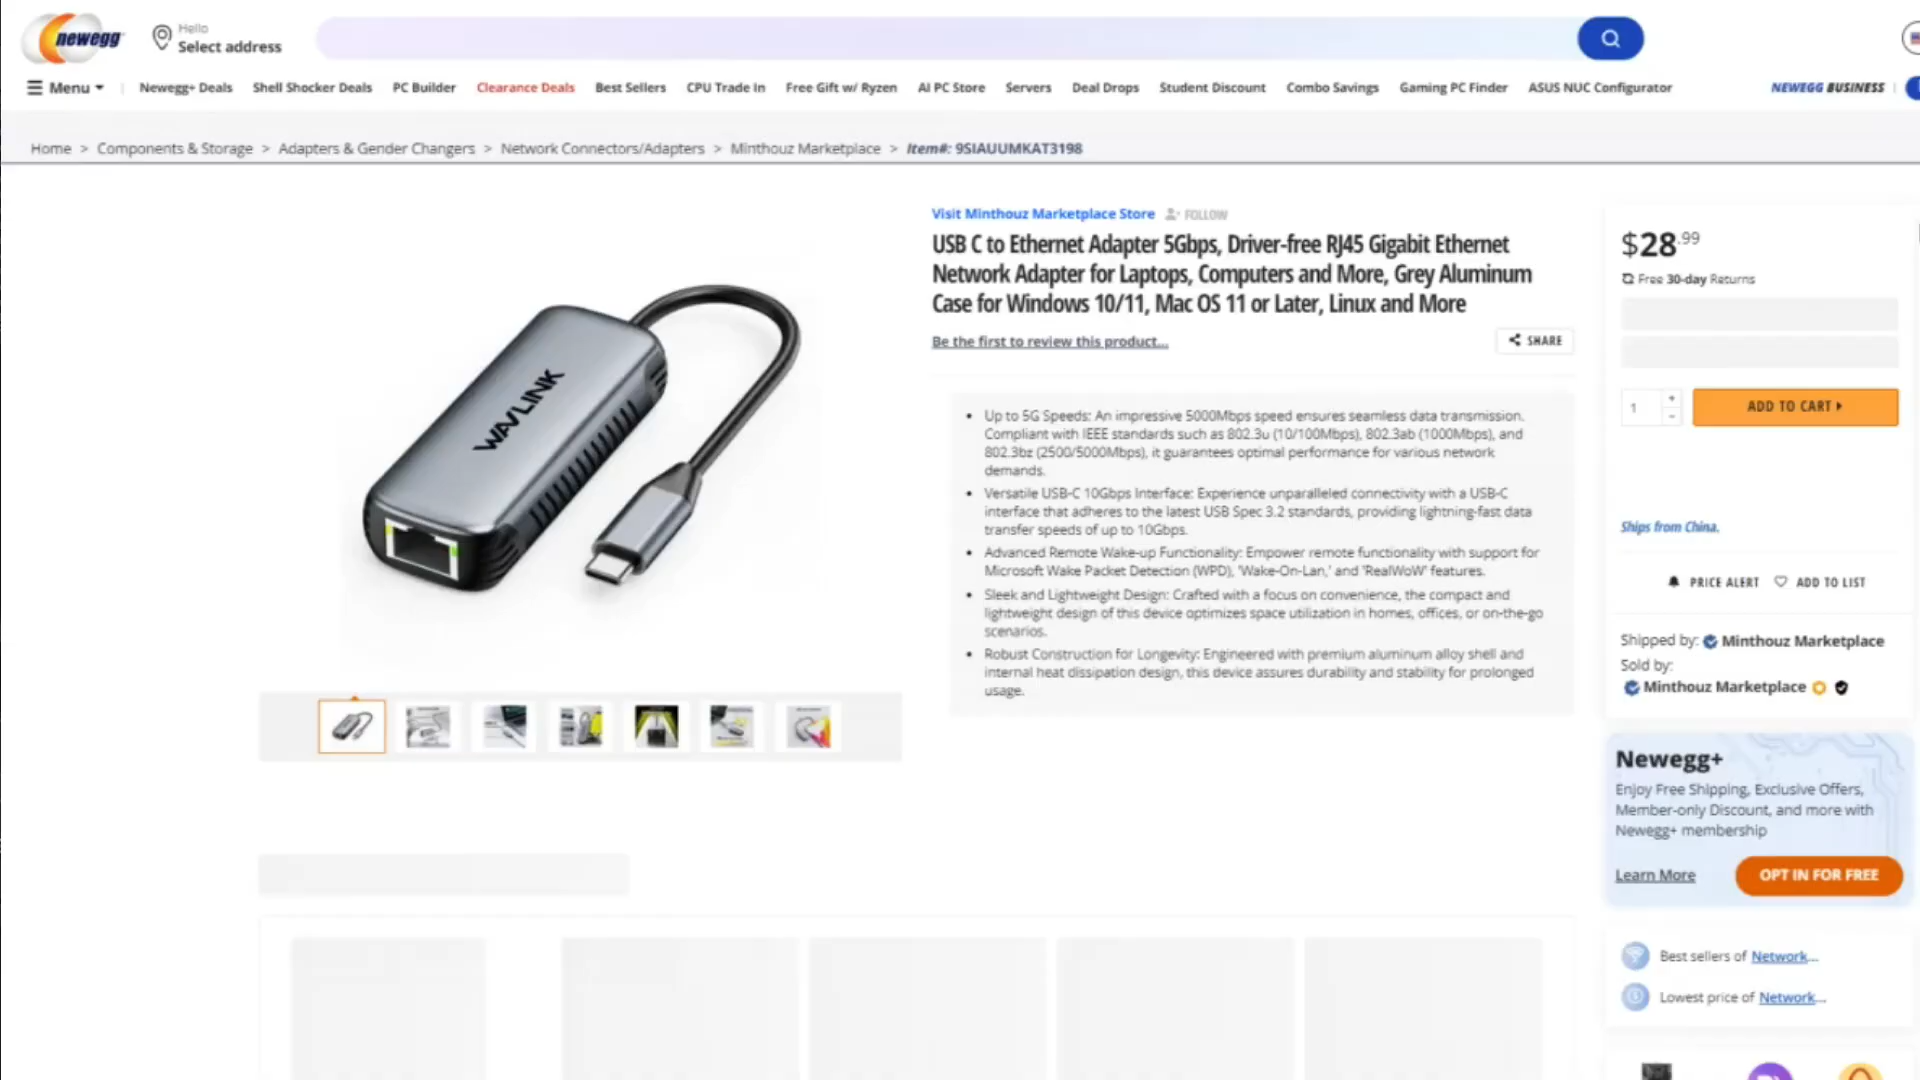 newegg
Hello
Select address
Menu
Newegg+ Deals
Shell Shocker Deals
PC Builder
Clearance Deals
Best Sellers
CPU Trade In
Free Gift w/ Ryzen
AI PC Store
Servers
Deal Drops
Student Discount
Combo Savings
Gaming PC Finder
ASUS NUC Configurator
NEWEGG BUSINESS
Home > Components & Storage > Adapters & Gender Changers > Network Connectors/Adapters > Minthouz Marketplace > Item#: 9SIAUUMKAT3198
WAVLINK
Visit Minthouz Marketplace Store
FOLLOW
USB C to Ethernet Adapter 5Gbps, Driver-free RJ45 Gigabit Ethernet
Network Adapter for Laptops, Computers and More, Grey Aluminum
Case for Windows 10/11, Mac OS 11 or Later, Linux and More
Be the first to review this product...
SHARE
• Up to 5G Speeds: An impressive 5000Mbps speed ensures seamless data transmission.
Compliant with IEEE standards such as 802.3u (10/100Mbps), 802.3ab (1000Mbps), and
802.3bz (2500/5000Mbps), it guarantees optimal performance for various network
demands.
• Versatile USB-C 10Gbps Interface: Experience unparalleled connectivity with a USB-C
interface that adheres to the latest USB Spec 3.2 standards, providing lightning-fast data
transfer speeds of up to 10Gbps.
• Advanced Remote Wake-up Functionality: Empower remote functionality with support for
Microsoft Wake Packet Detection (WPD), 'Wake-On-Lan,' and 'RealWoW' features.
• Sleek and Lightweight Design: Crafted with a focus on convenience, the compact and
lightweight design of this device optimizes space utilization in homes, offices, or on-the-go
scenarios.
• Robust Construction for Longevity: Engineered with premium aluminum alloy shell and
internal heat dissipation design, this device assures durability and stability for prolonged
usage.
$28.99
Free 30-day Returns
1
+
-
ADD TO CART
Ships from China.
PRICE ALERT
ADD TO LIST
Shipped by: Minthouz Marketplace
Sold by:
Minthouz Marketplace
Newegg+
Enjoy Free Shipping, Exclusive Offers,
Member-only Discount, and more with
Newegg+ membership
Learn More
OPT IN FOR FREE
Best sellers of Network...
Lowest price of Network...